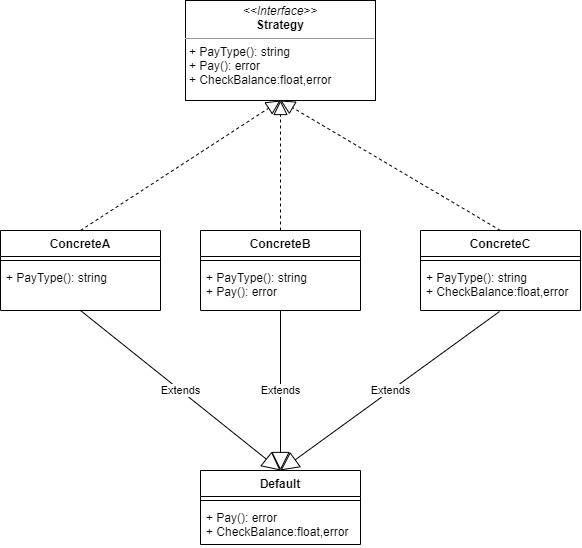 <<Interface>>
Strategy
+ PayType(): string
+ Pay(): error
+ CheckBalance:float,error
ConcreteA
+ PayType(): string
ConcreteB
+ PayType(): string
+ Pay(): error
ConcreteC
+ PayType(): string
+ CheckBalance:float,error
Extends
Extends
Extends
Default
+ Pay(): error
+ CheckBalance:float,error